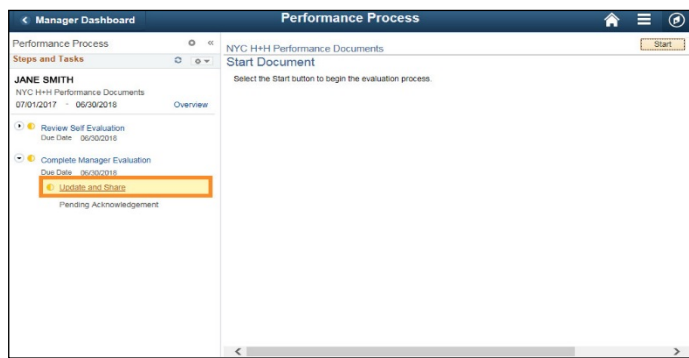 Manager Dashboard
Performance Process
Performance Process
Steps and Tasks
JANE SMITH
NYC H+H Performance Documents
07/01/2017 - 06/30/2018 Overview
Review Self Evaluation
Due Date 06/30/2018
Complete Manager Evaluation
Due Date 06/30/2018
Update and Share
Pending Acknowledgement
NYC H+H Performance Documents
Start
Start Document
Select the Start button to begin the evaluation process.